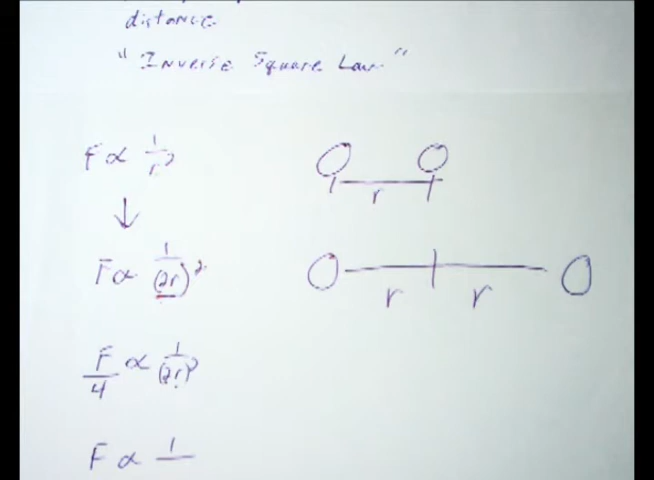 distance
"Inverse Square Law"
F ∝ 1/r²
r
↓
F ∝ 1/(2r)²
r r
F/4 ∝ 1/(2r)²
F ∝ 1/